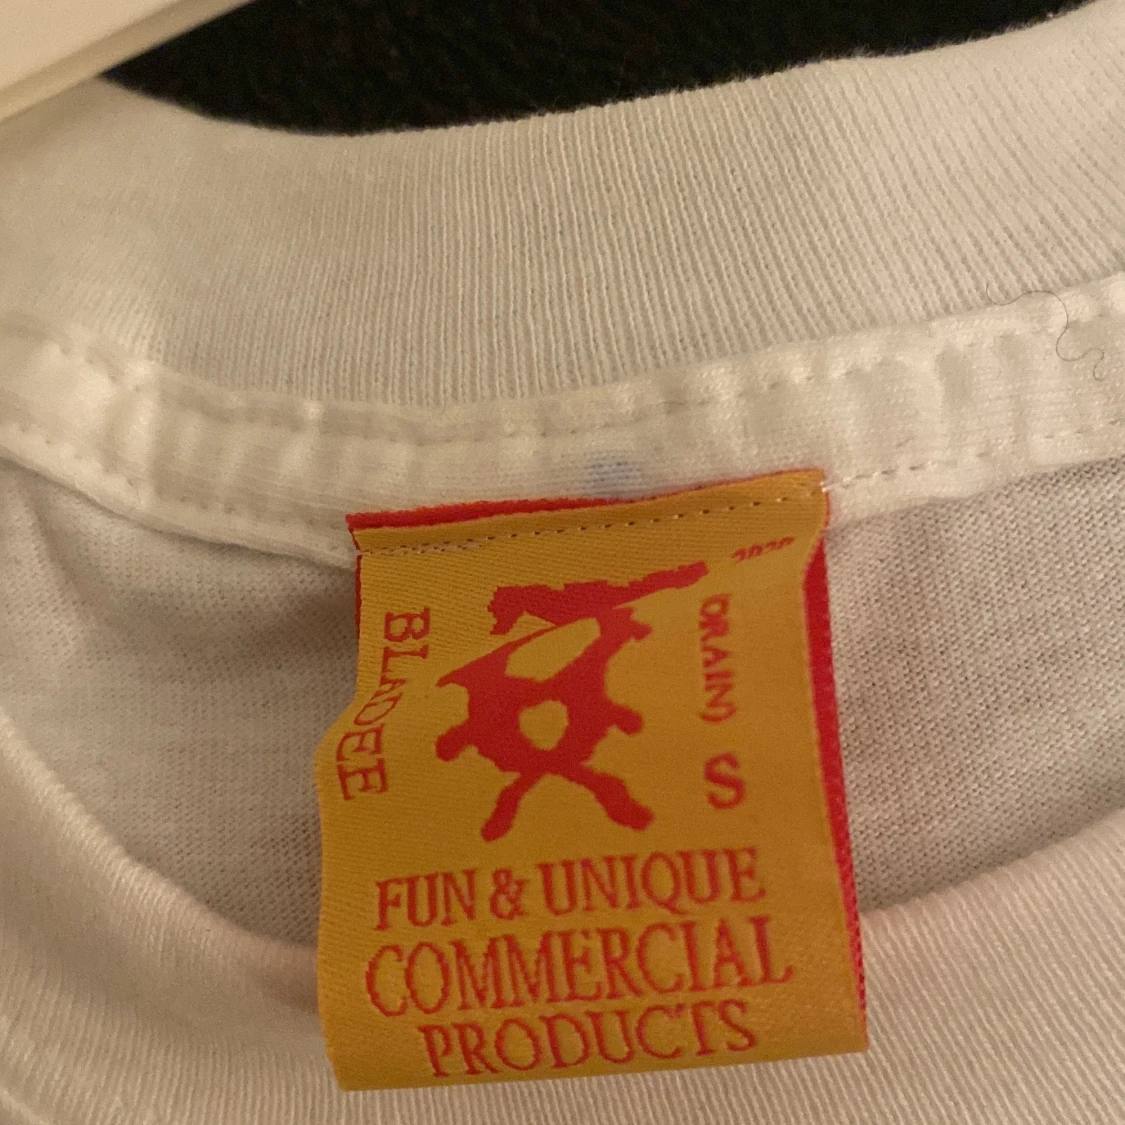 2020
BLADEE
(DRAIN)
S
FUN & UNIQUE
COMMERCIAL
PRODUCTS